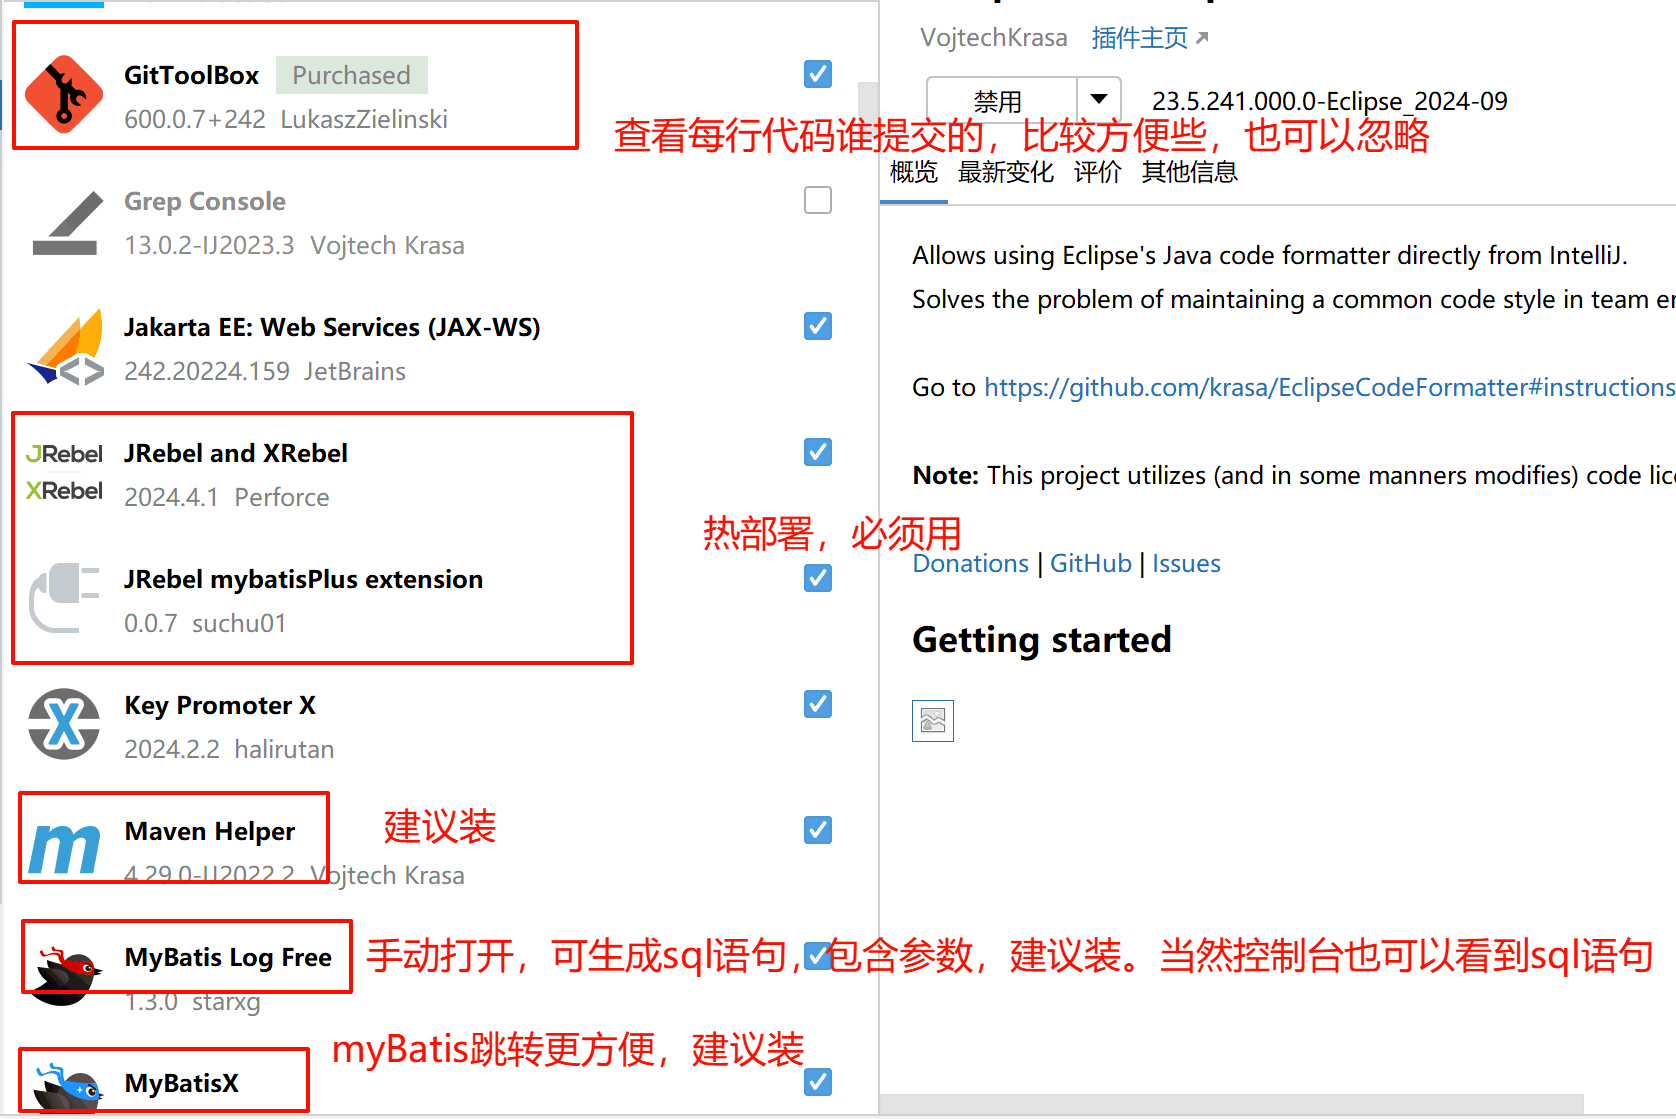 GitToolBox Purchased
600.0.7+242 LukaszZielinski
查看每行代码谁提交的，比较方便些，也可以忽略
Grep Console
13.0.2-IJ2023.3 Vojtech Krasa
Jakarta EE: Web Services (JAX-WS)
242.20224.159 JetBrains
JRebel
XRebel
JRebel and XRebel
2024.4.1 Perforce
热部署，必须用
JRebel mybatisPlus extension
0.0.7 suchu01
Key Promoter X
2024.2.2 halirutan
Maven Helper
建议装
4.29.0-IJ2022.2 Vojtech Krasa
MyBatis Log Free
手动打开，可生成sql语句，包含参数，建议装。当然控制台也可以看到sql语句
1.3.0 starxg
myBatis跳转更方便，建议装
MyBatisX
VojtechKrasa 插件主页
禁用 23.5.241.000.0-Eclipse_2024-09
概览 最新变化 评价 其他信息
Allows using Eclipse's Java code formatter directly from IntelliJ.
Solves the problem of maintaining a common code style in team
Go to https://github.com/krasa/EclipseCodeFormatter#instructions
Note: This project utilizes (and in some manners modifies) code
Donations | GitHub | Issues
Getting started